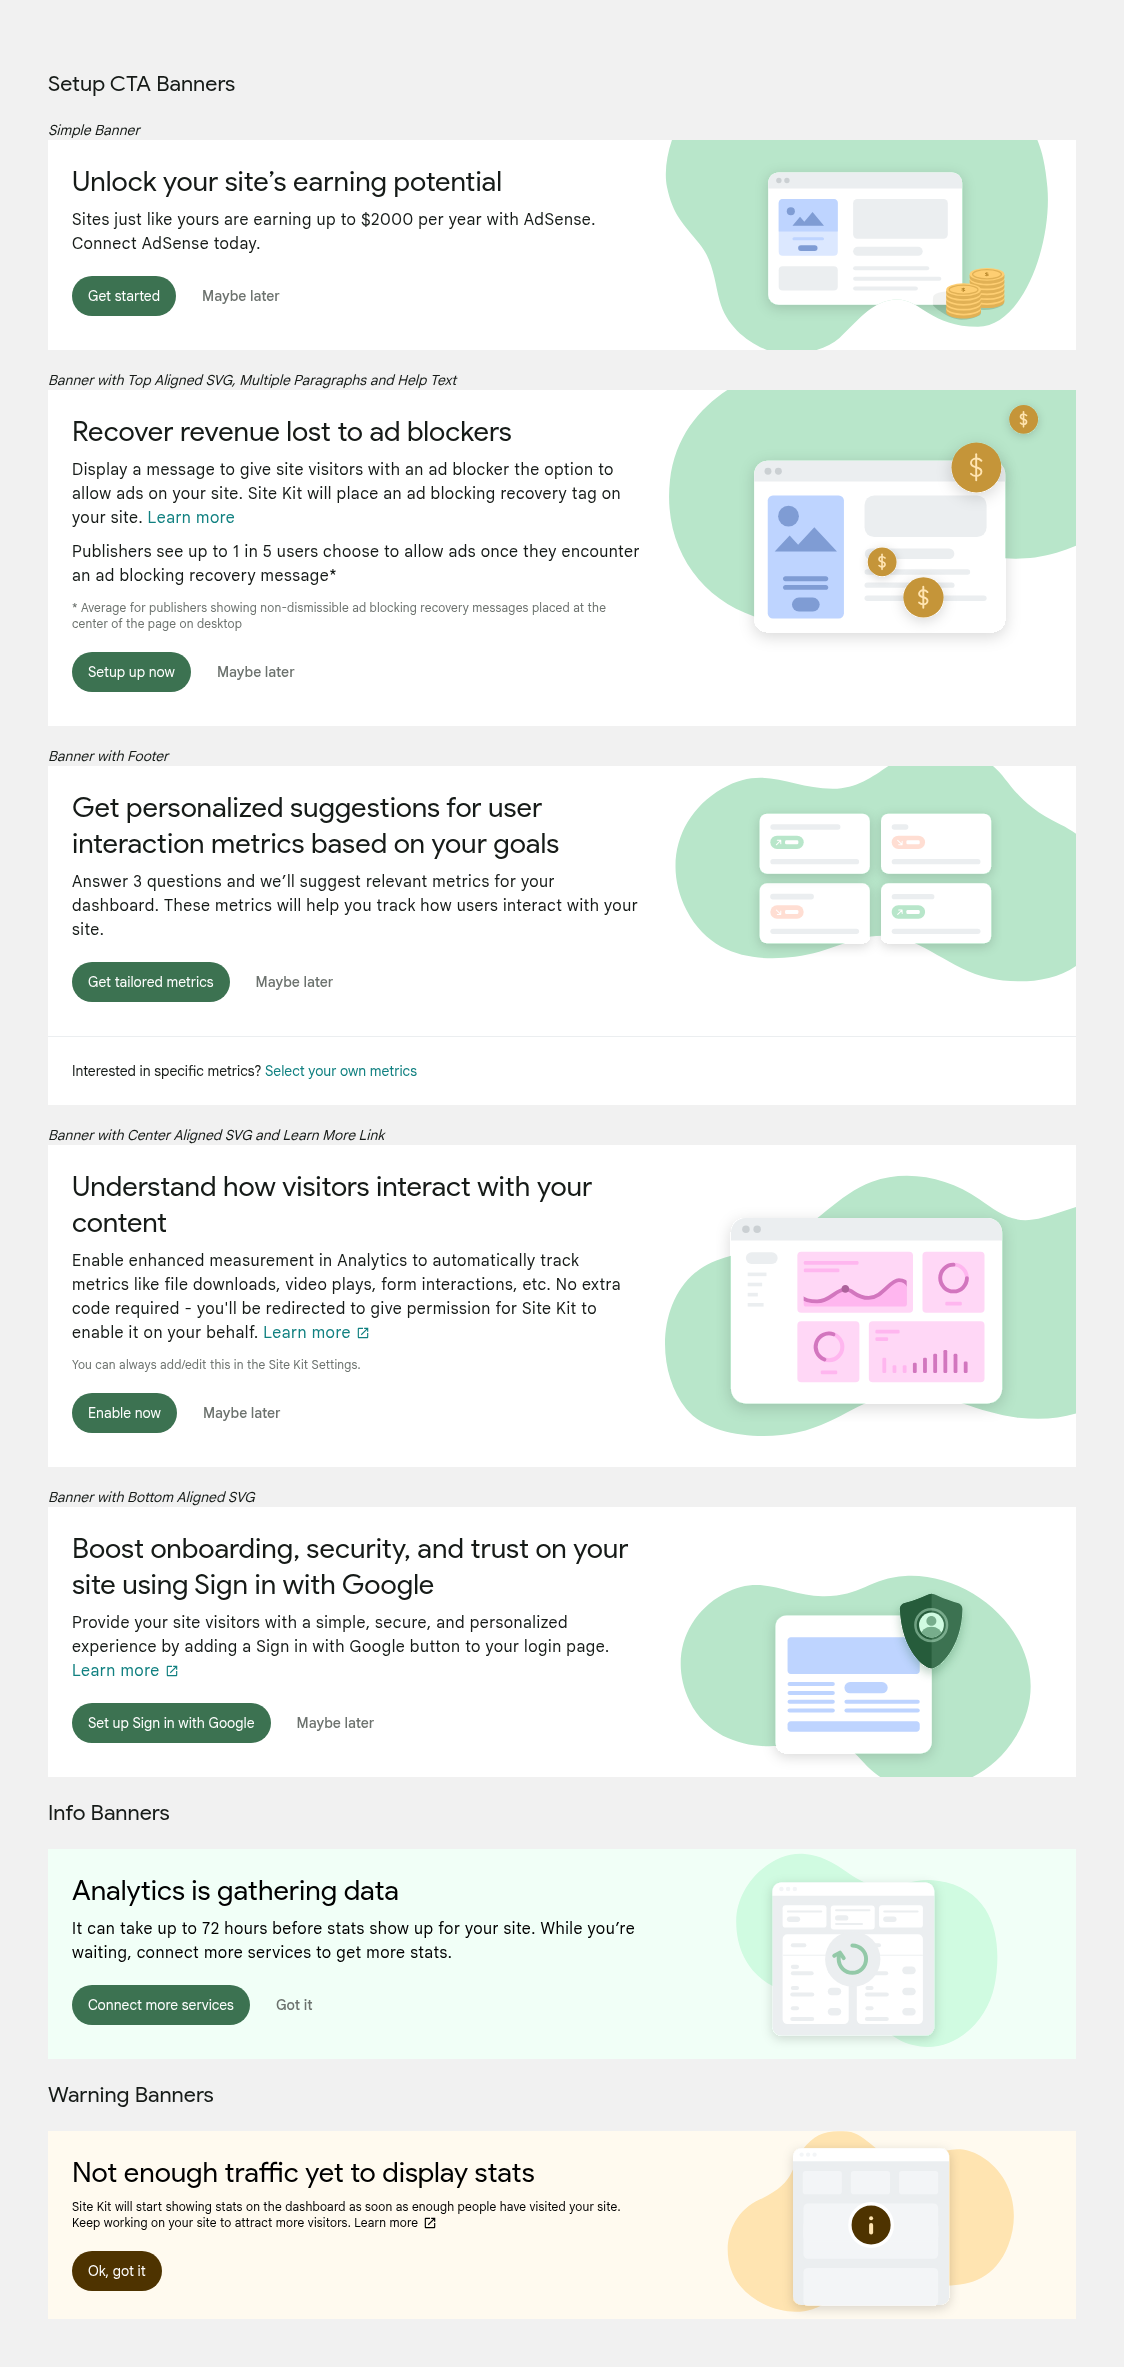 Setup CTA Banners
Simple Banner
Unlock your site’s earning potential
Sites just like yours are earning up to $2000 per year with AdSense.
Connect AdSense today.
Get started
Maybe later
Banner with Top Aligned SVG, Multiple Paragraphs and Help Text
Recover revenue lost to ad blockers
Display a message to give site visitors with an ad blocker the option to
allow ads on your site. Site Kit will place an ad blocking recovery tag on
your site. Learn more
Publishers see up to 1 in 5 users choose to allow ads once they encounter
an ad blocking recovery message*
* Average for publishers showing non-dismissible ad blocking recovery messages placed at the
center of the page on desktop
Setup up now
Maybe later
$
$
$
$
Banner with Footer
Get personalized suggestions for user
interaction metrics based on your goals
Answer 3 questions and we’ll suggest relevant metrics for your
dashboard. These metrics will help you track how users interact with your
site.
Get tailored metrics
Maybe later
Interested in specific metrics? Select your own metrics
Banner with Center Aligned SVG and Learn More Link
Understand how visitors interact with your
content
Enable enhanced measurement in Analytics to automatically track
metrics like file downloads, video plays, form interactions, etc. No extra
code required - you'll be redirected to give permission for Site Kit to
enable it on your behalf. Learn more
You can always add/edit this in the Site Kit Settings.
Enable now
Maybe later
Banner with Bottom Aligned SVG
Boost onboarding, security, and trust on your
site using Sign in with Google
Provide your site visitors with a simple, secure, and personalized
experience by adding a Sign in with Google button to your login page.
Learn more
Set up Sign in with Google
Maybe later
Info Banners
Analytics is gathering data
It can take up to 72 hours before stats show up for your site. While you’re
waiting, connect more services to get more stats.
Connect more services
Got it
Warning Banners
Not enough traffic yet to display stats
Site Kit will start showing stats on the dashboard as soon as enough people have visited your site.
Keep working on your site to attract more visitors. Learn more
Ok, got it